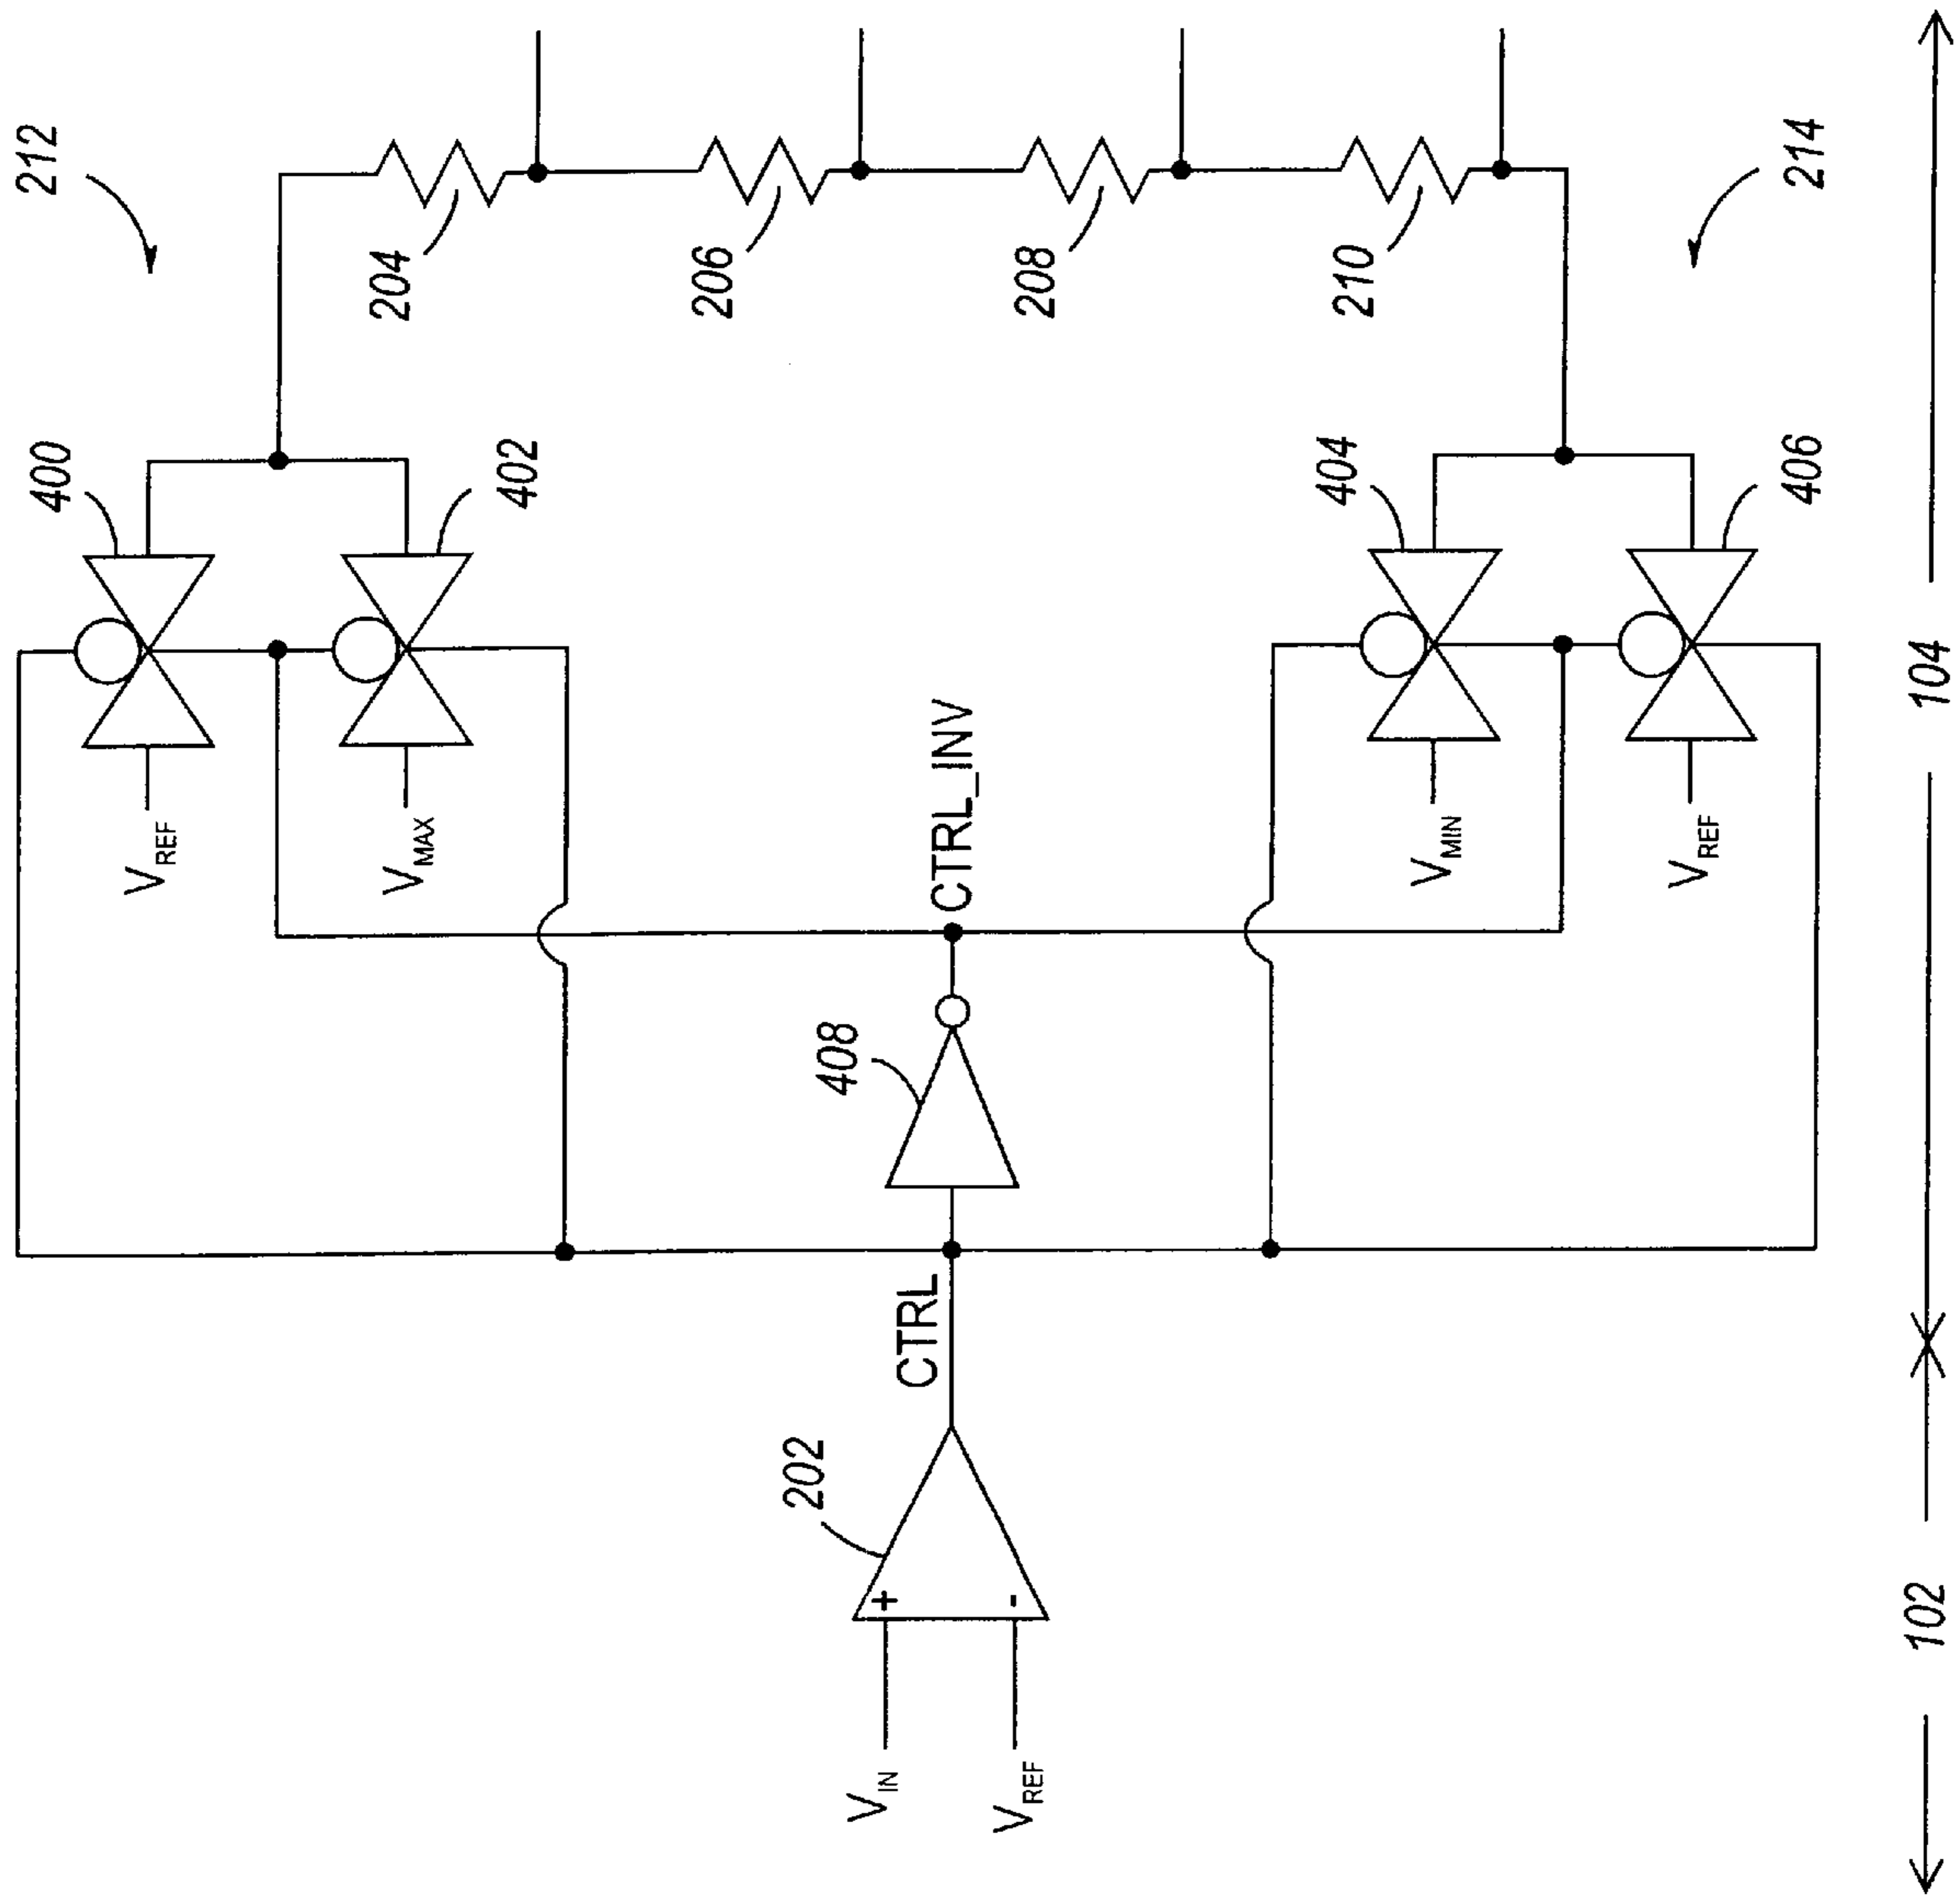 212
204
206
208
210
214
400
402
404
406
V_REF
V_MAX
V_MIN
V_REF
CTRL_INV
408
CTRL
202
+
-
V_IN
V_REF
104
102